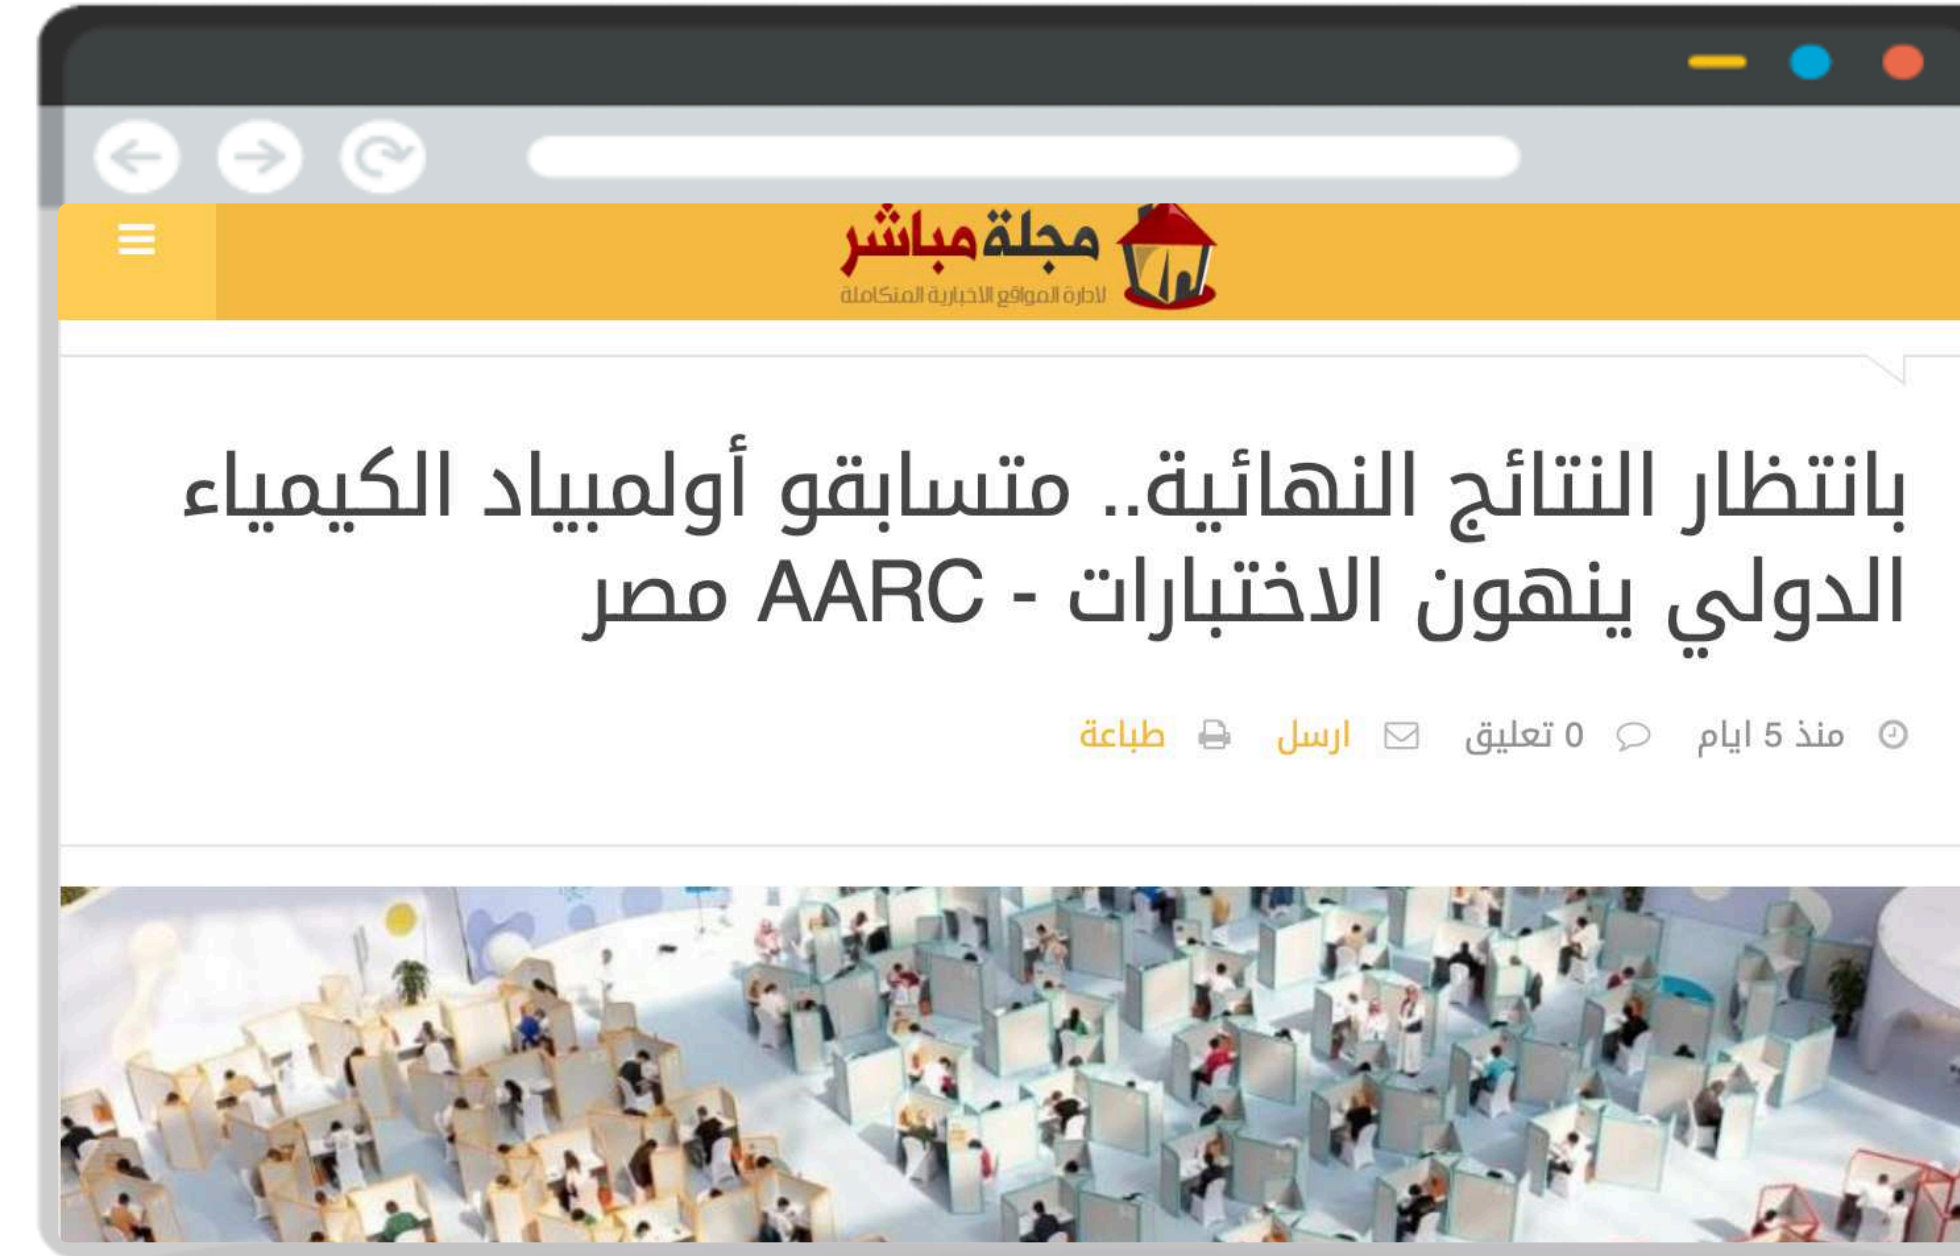 مجلة مباشر
لادارة المواقع الاخبارية المتكاملة
بانتظار النتائج النهائية.. متسابقو أولمبياد الكيمياء
الدولي ينهون الاختبارات - AARC مصر
منذ 5 ايام 0 تعليق ارسل طباعة